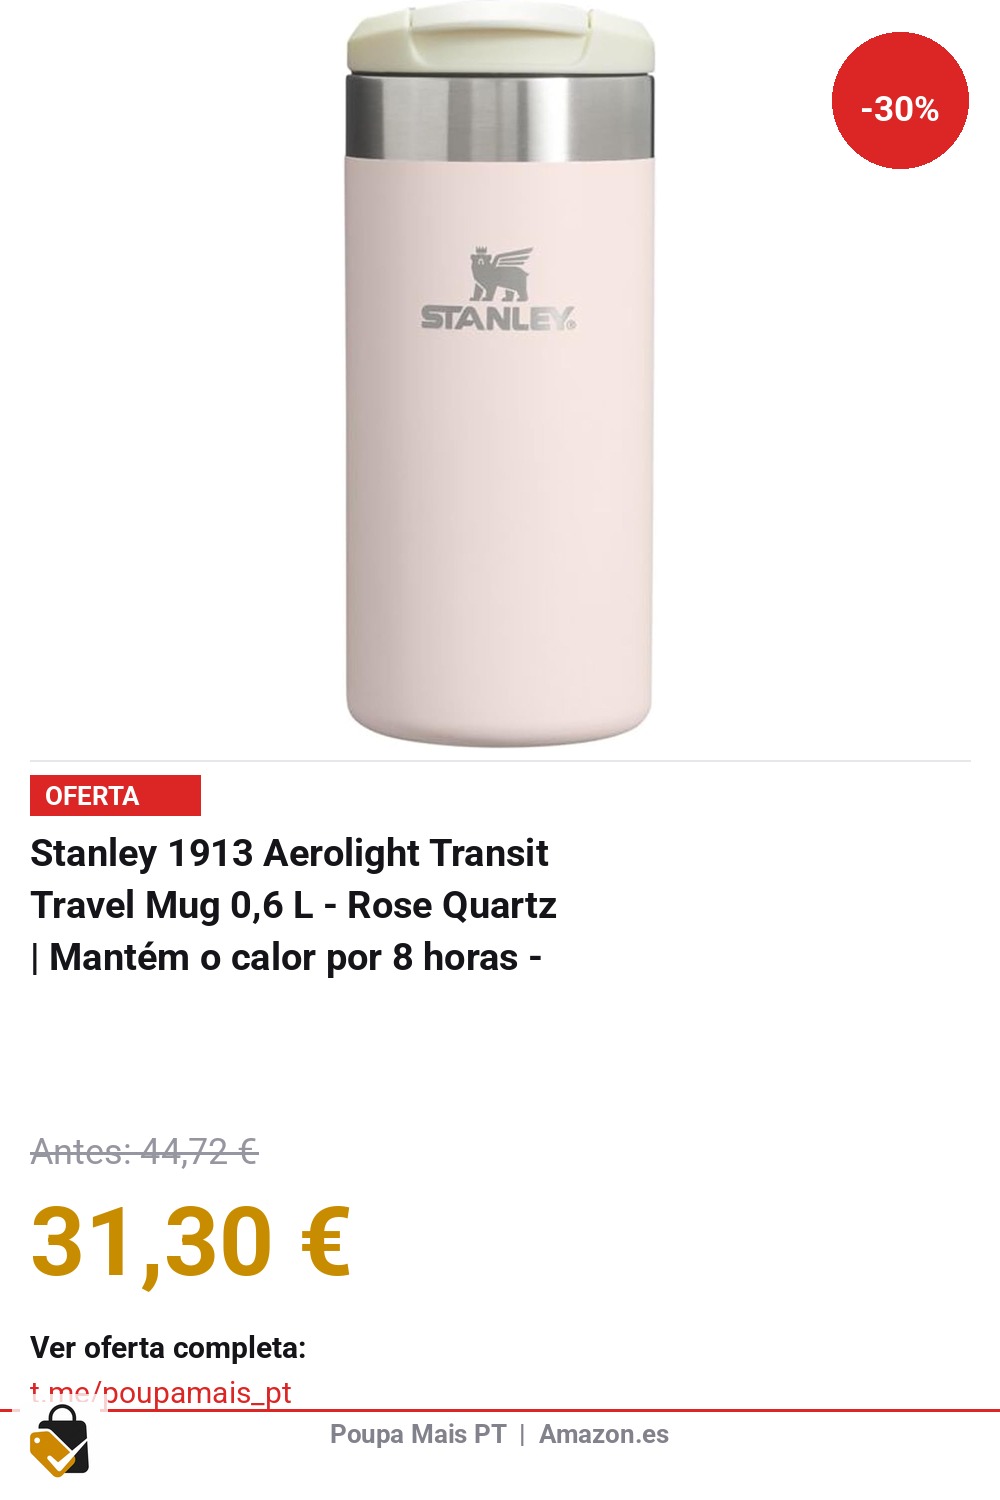 -30%
STANLEY®
OFERTA
Stanley 1913 Aerolight Transit
Travel Mug 0,6 L - Rose Quartz
| Mantém o calor por 8 horas -
Antes: 44,72 €
31,30 €
Ver oferta completa:
t.me/poupamais_pt
Poupa Mais PT | Amazon.es